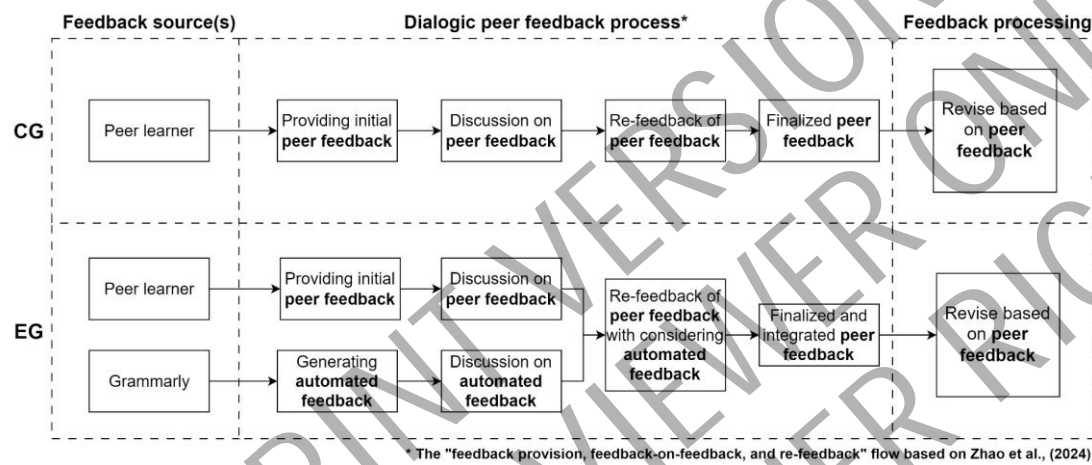 Feedback source(s)
Dialogic peer feedback process*
Feedback processing
CG
Peer learner
Providing initial
peer feedback
Discussion on
peer feedback
Re-feedback of
peer feedback
Finalized peer
feedback
Revise based
on peer
feedback
EG
Peer learner
Providing initial
peer feedback
Discussion on
peer feedback
Grammarly
Generating
automated
feedback
Discussion on
automated
feedback
Re-feedback of
peer feedback
with considering
automated
feedback
Finalized and
integrated peer
feedback
Revise based
on peer
feedback
* The "feedback provision, feedback-on-feedback, and re-feedback" flow based on Zhao et al., (2024)